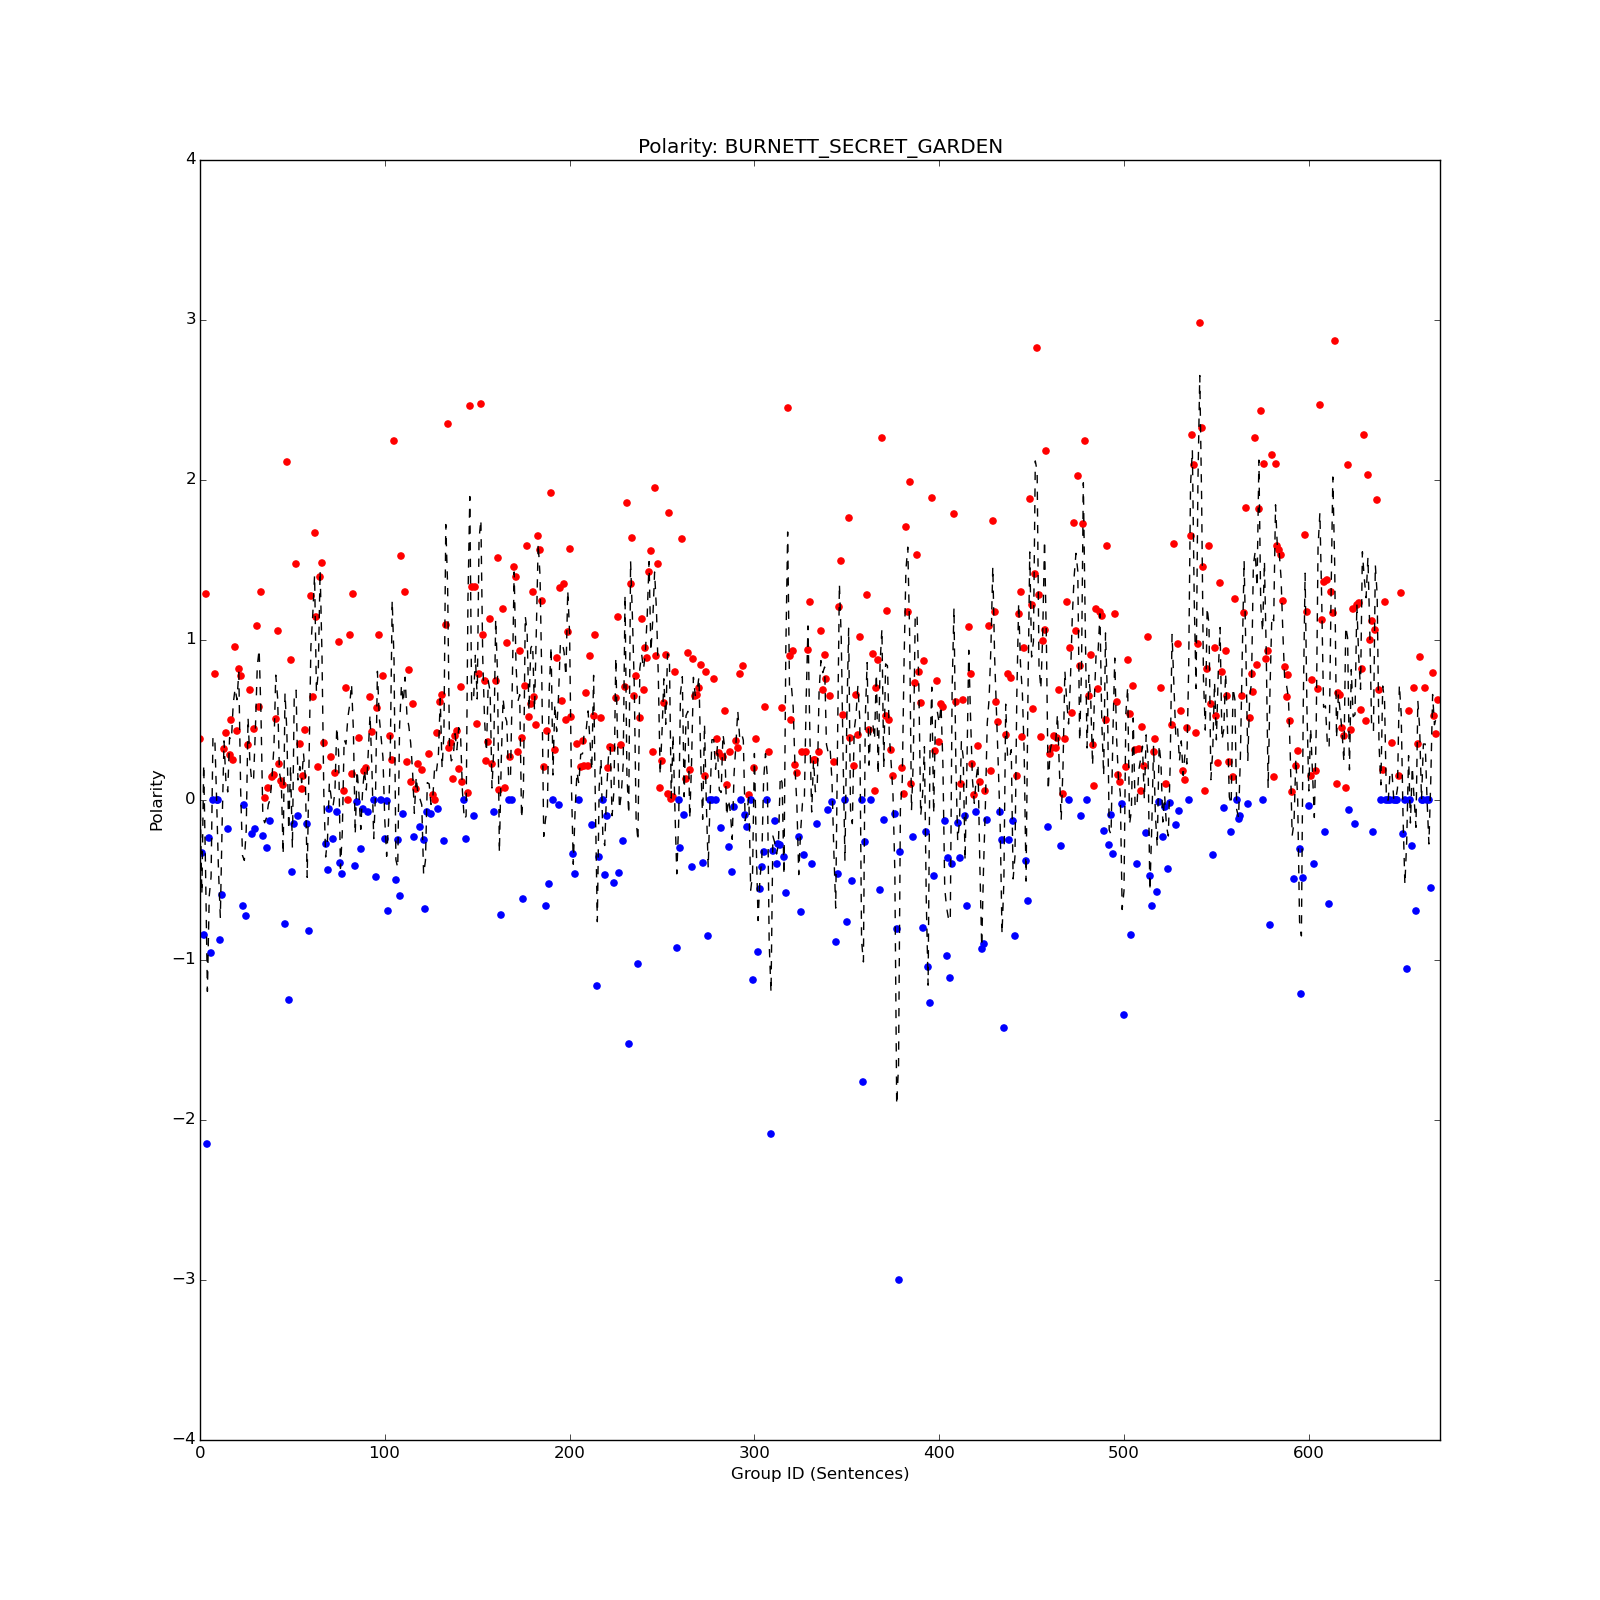 Polarity: BURNETT_SECRET_GARDEN
4
3
2
1
0
−1
−2
−3
−4
Polarity
0 100 200 300 400 500 600
Group ID (Sentences)